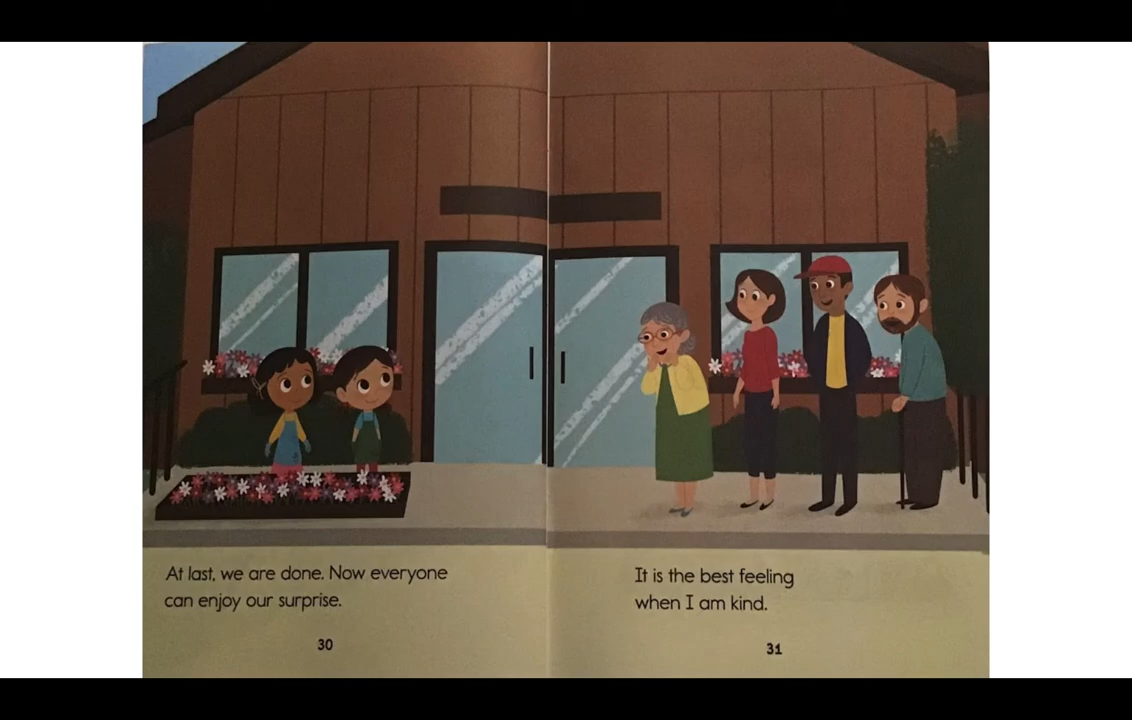 At last, we are done. Now everyone
can enjoy our surprise.
30
It is the best feeling
when I am kind.
31